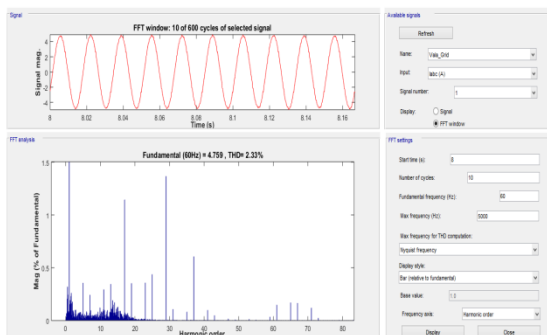 Signal
FFT window: 10 of 600 cycles of selected signal
Signal mag.
4
2
0
-2
-4
8
8.02
8.04
8.06
8.08
8.1
8.12
8.14
8.16
Time (s)
FFT analysis
Fundamental (60Hz) = 4.759 , THD= 2.33%
Mag (% of Fundamental)
1.5
1
0.5
0
0
10
20
30
40
50
60
70
80
Harmonic order
Available signals
Refresh
Name:
Input:
Iabc (A)
Signal number:
1
Display:
Signal
FFT window
FFT settings
Start time (s):
8
Number of cycles:
10
Fundamental frequency (Hz):
60
Max frequency (Hz):
5000
Max frequency for THD computation:
Nyquist frequency
Display style:
Bar (relative to fundamental)
Base value:
1.0
Frequency axis:
Harmonic order
Display
Close